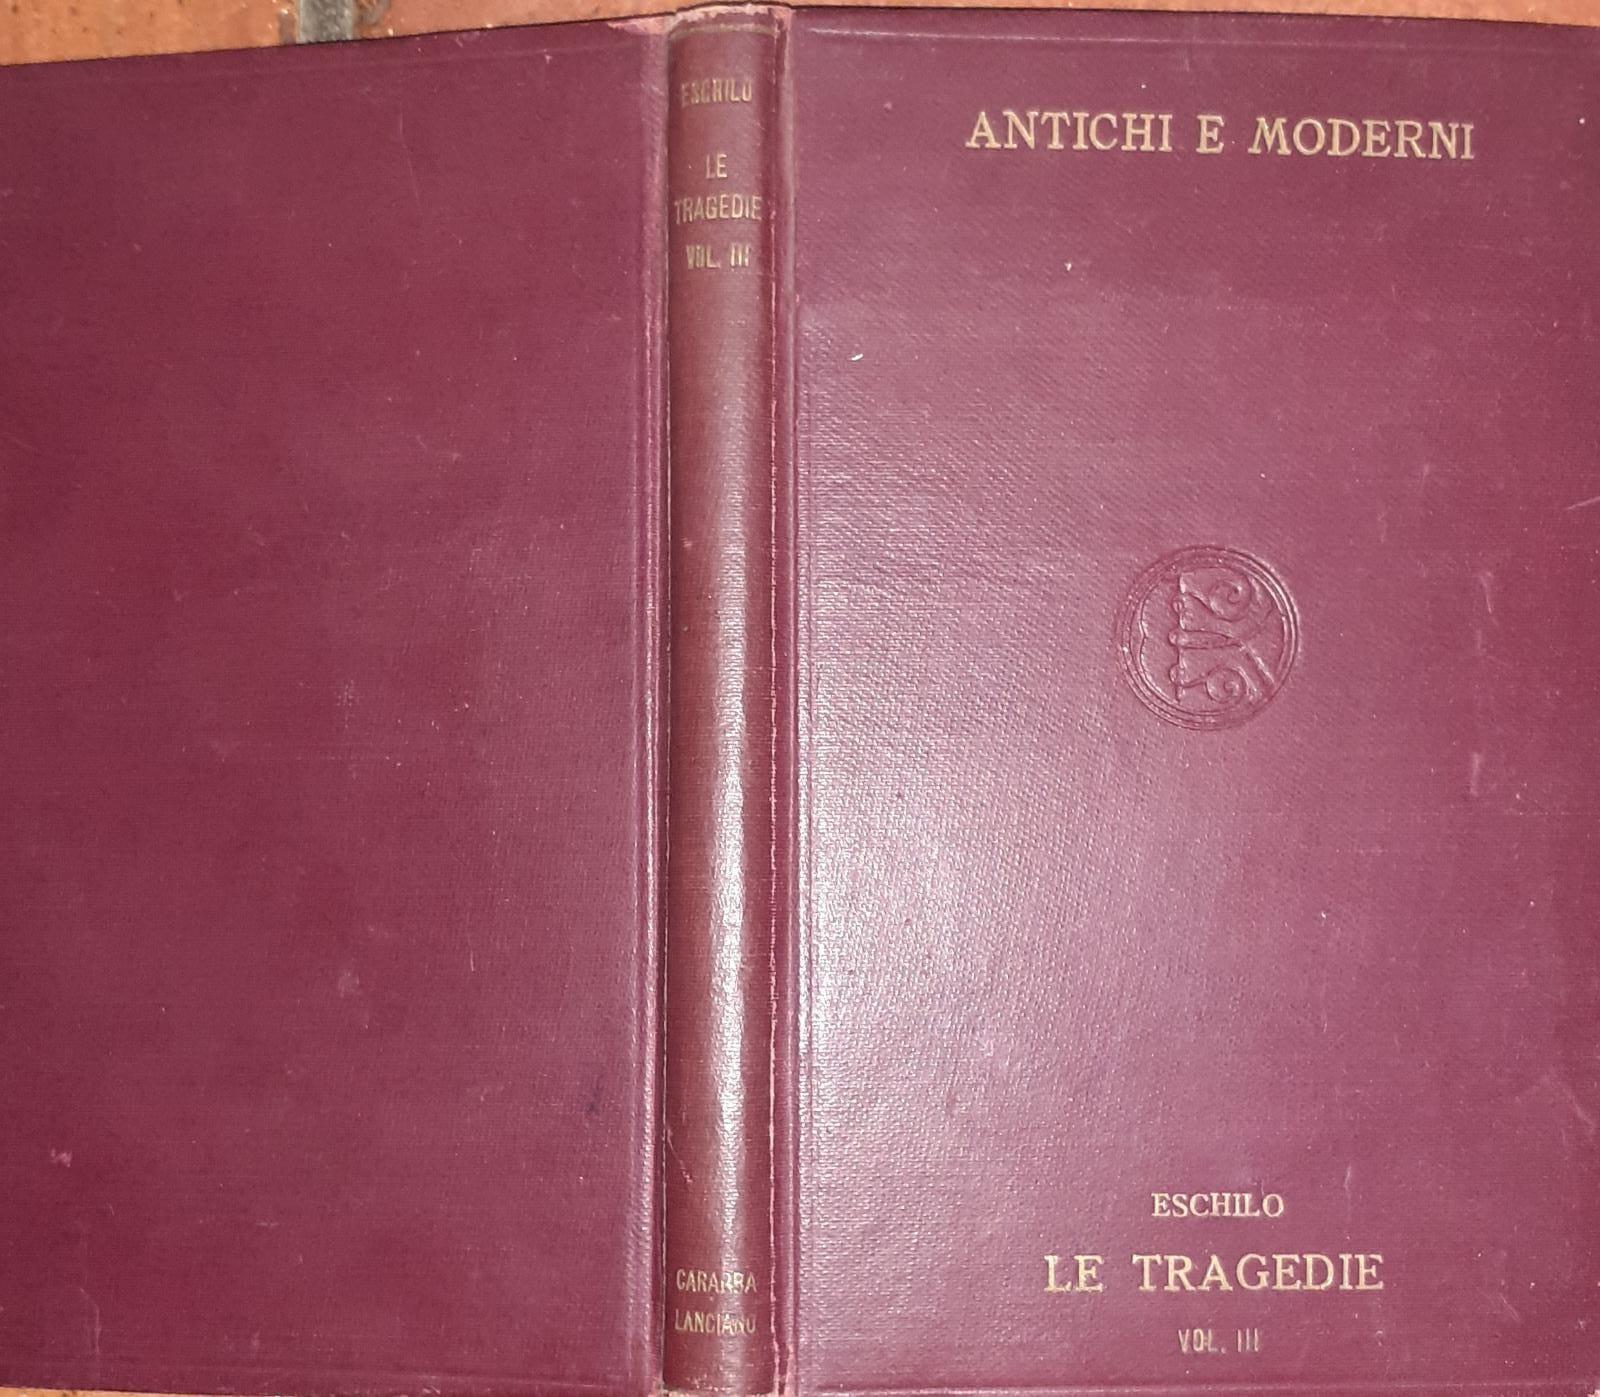 ESCHILO
LE
TRAGEDIE
VOL. III
CARABBA
LANCIANO
ANTICHI E MODERNI
ESCHILO
LE TRAGEDIE
VOL. III